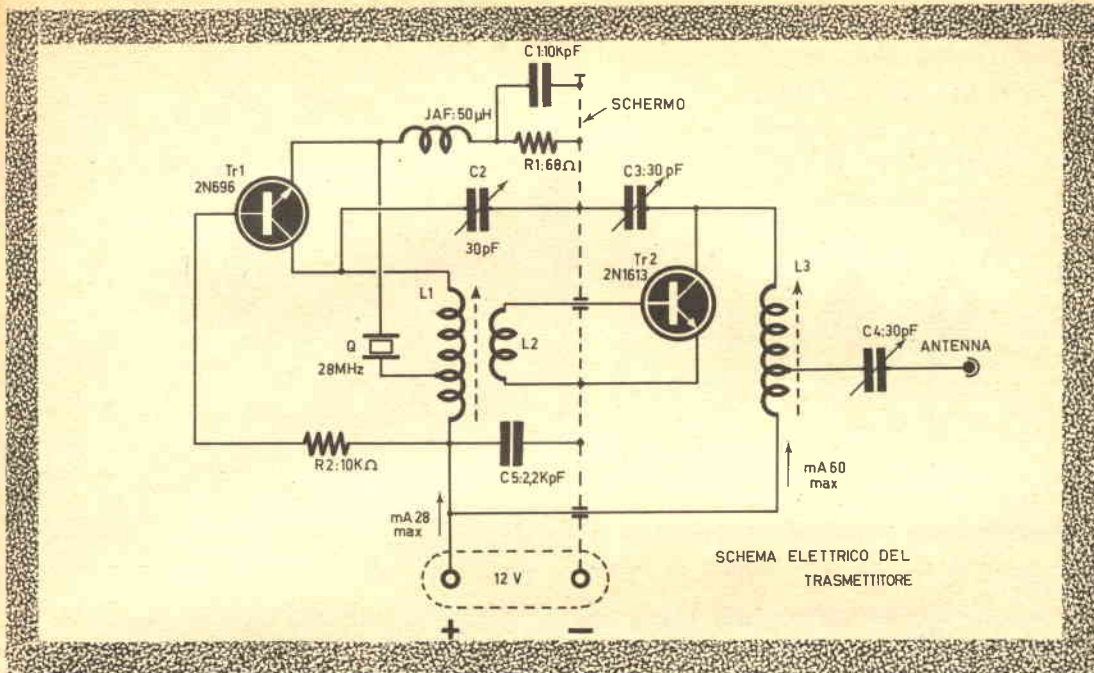 C1:10KpF
SCHERMO
JAF:50µH
R1:68Ω
Tr1
2N696
C2
30pF
C3:30pF
Tr2
2N1613
L1
L2
L3
C4:30pF
ANTENNA
Q
28MHz
R2:10KΩ
C5:2,2KpF
mA 28
max
mA 60
max
12 V
+
−
SCHEMA ELETTRICO DEL
TRASMETTITORE